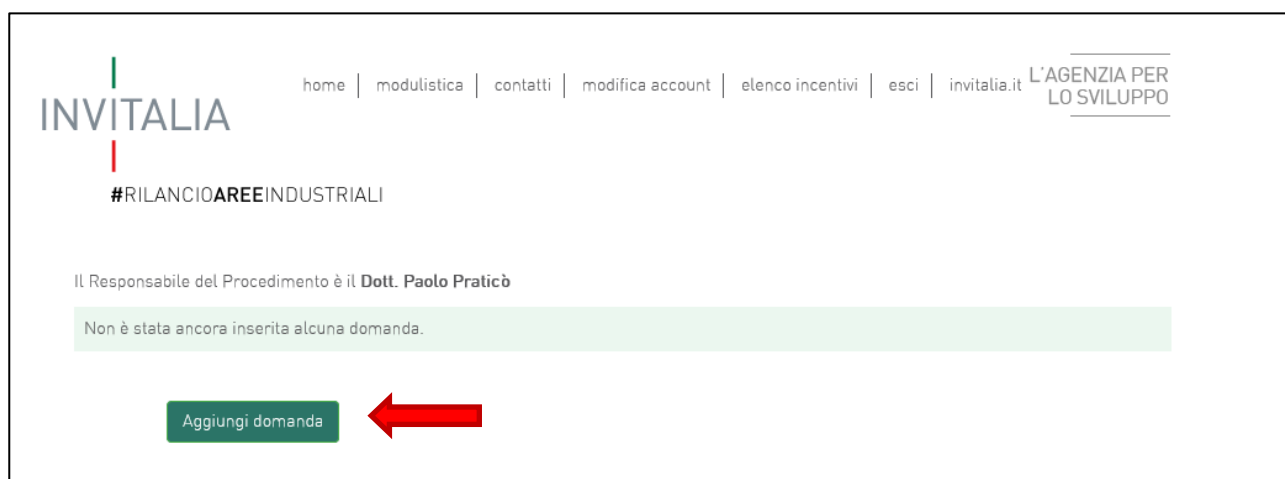 INVITALIA
home | modulistica | contatti | modifica account | elenco incentivi | esci | invitalia.it
L'AGENZIA PER
LO SVILUPPO
#RILANCIOAREEINDUSTRIALI
Il Responsabile del Procedimento è il Dott. Paolo Praticò
Non è stata ancora inserita alcuna domanda.
Aggiungi domanda